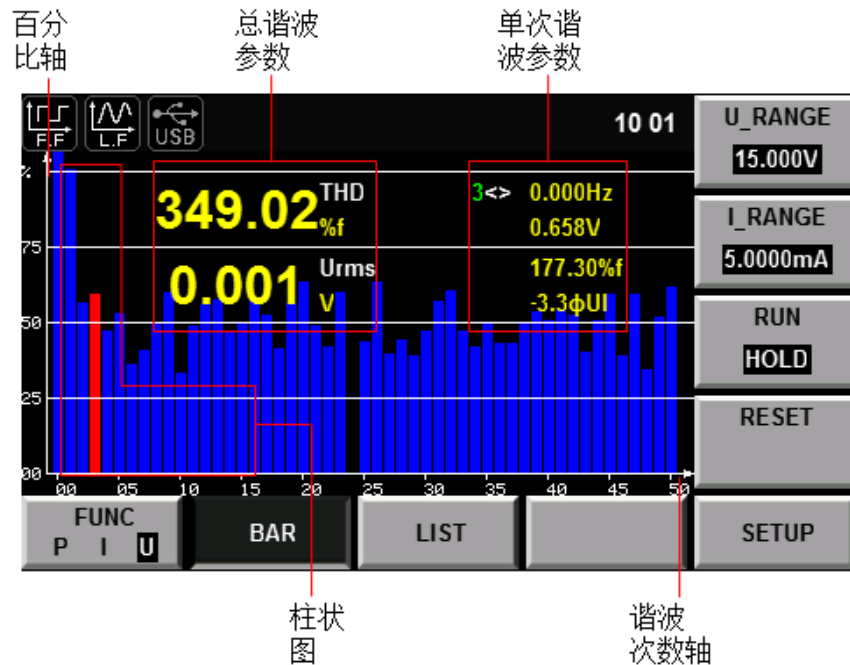 百分
比轴
总谐波
参数
单次谐
波参数
F.F
L.F
USB
10 01
U_RANGE
15.000V
%
349.02 THD
%f
3<> 0.000Hz
0.658V
I_RANGE
5.0000mA
75
0.001 Urms
V
177.30%f
-3.3ϕUI
50
RUN
HOLD
25
RESET
00
00 05 10 15 20 25 30 35 40 45 50
FUNC
P I U
BAR
LIST
SETUP
柱状
图
谐波
次数轴